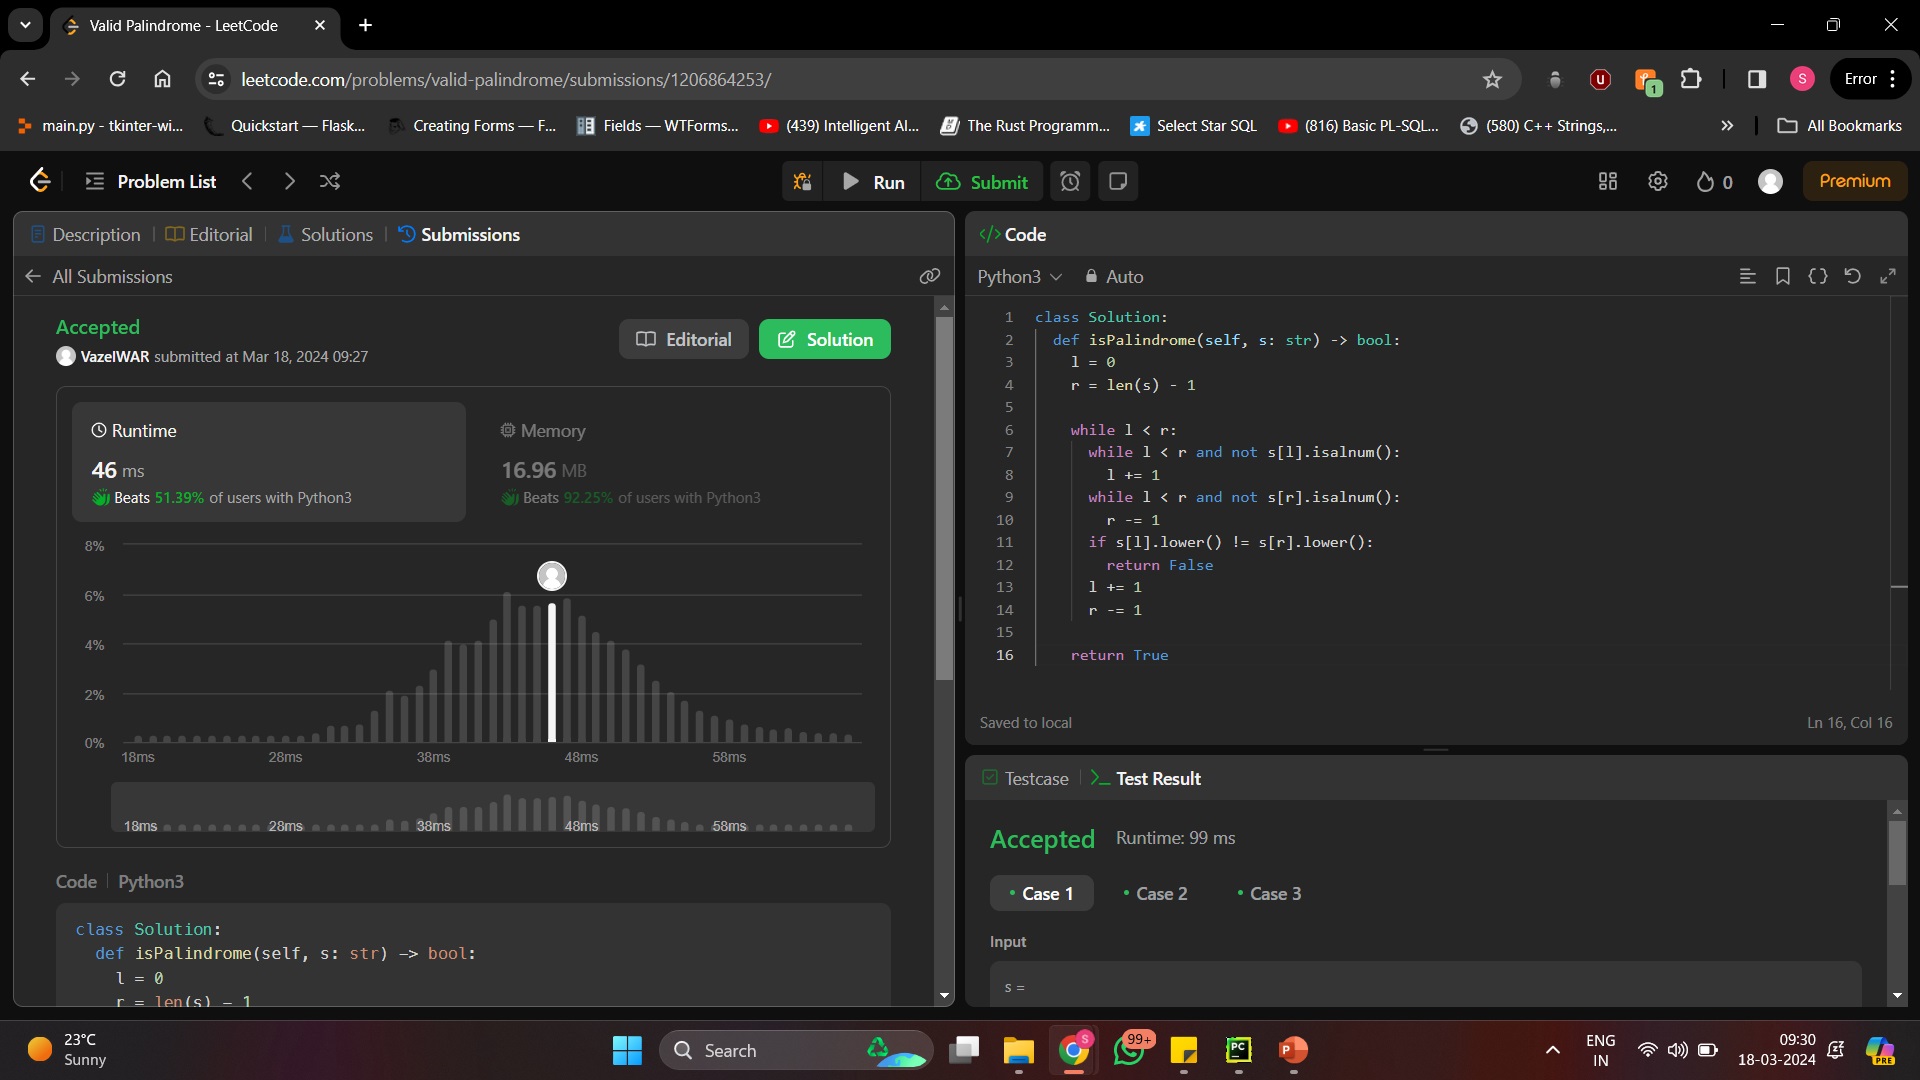 Valid Palindrome - LeetCode
leetcode.com/problems/valid-palindrome/submissions/1206864253/
U
1
S
Error
main.py - tkinter-wi...
Quickstart — Flask...
Creating Forms — F...
Fields — WTForms...
(439) Intelligent AI...
The Rust Programm...
Select Star SQL
(816) Basic PL-SQL...
(580) C++ Strings,...
All Bookmarks
Problem List
Run
Submit
0
Premium
Description
Editorial
Solutions
Submissions
All Submissions
Accepted
VazelWAR submitted at Mar 18, 2024 09:27
Editorial
Solution
Runtime
46 ms
Beats 51.39% of users with Python3
Memory
16.96 MB
Beats 92.25% of users with Python3
8%
6%
4%
2%
0%
18ms 28ms 38ms 48ms 58ms
18ms 28ms 38ms 48ms 58ms
Code Python3
class Solution:
def isPalindrome(self, s: str) -> bool:
l = 0
r = len(s) - 1
</> Code
Python3
Auto
1 class Solution:
2 def isPalindrome(self, s: str) -> bool:
3 l = 0
4 r = len(s) - 1
5
6 while l < r:
7 while l < r and not s[l].isalnum():
8 l += 1
9 while l < r and not s[r].isalnum():
10 r -= 1
11 if s[l].lower() != s[r].lower():
12 return False
13 l += 1
14 r -= 1
15
16 return True
Saved to local
Ln 16, Col 16
Testcase
Test Result
Accepted Runtime: 99 ms
Case 1
Case 2
Case 3
Input
s =
23°C
Sunny
Search
S
99+
PC
P
ENG
IN
09:30
18-03-2024
PRE